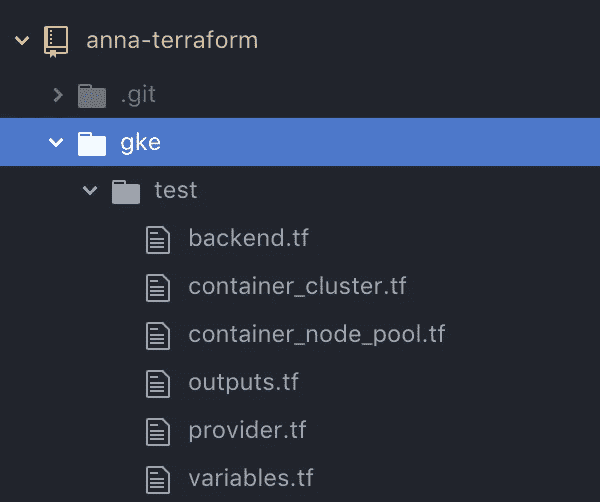 anna-terraform
.git
gke
test
backend.tf
container_cluster.tf
container_node_pool.tf
outputs.tf
provider.tf
variables.tf